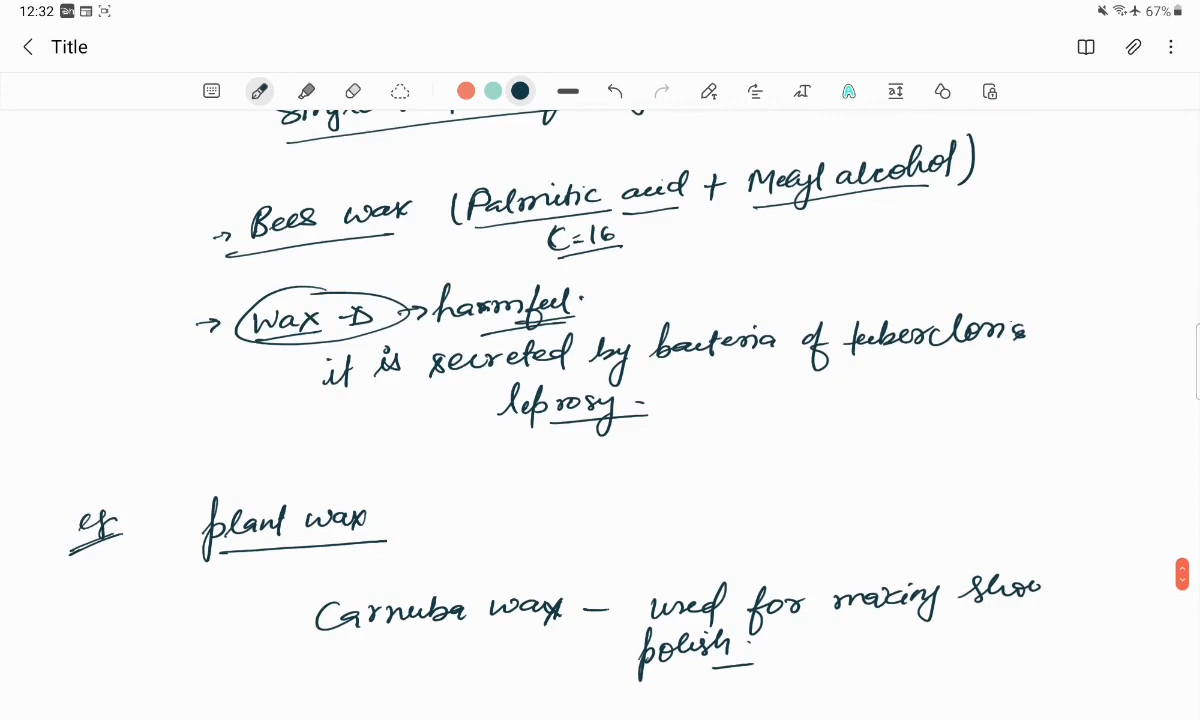 12:32
67%
Title
→ Bees wax (Palmitic acid + Mecyl alcohol)
C=16
→ Wax-D → harmful.
it is secreted by bacteria of tuberclosis
leprosy -
eg plant wax
Carnuba wax - used for making shoe
polish.